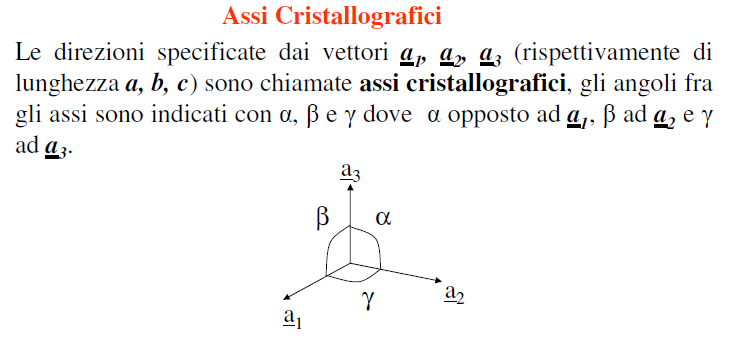 Assi Cristallografici
Le direzioni specificate dai vettori a1, a2, a3 (rispettivamente di
lunghezza a, b, c) sono chiamate assi cristallografici, gli angoli fra
gli assi sono indicati con α, β e γ dove α opposto ad a1, β ad a2 e γ
ad a3.
a3
β α
γ
a2
a1